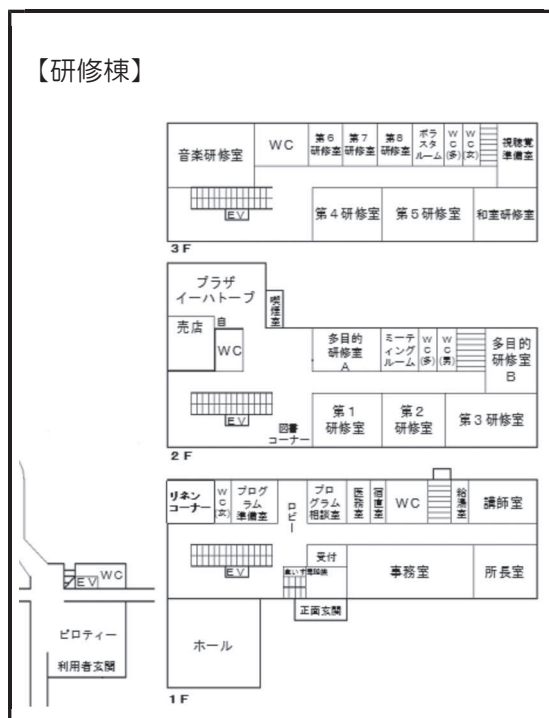 【研修棟】
音楽研修室
WC
第6
研修室
第7
研修室
第8
研修室
ボラ
スタ
ルーム
WC(多)
WC(女)
視聴覚
準備室
EV
第4研修室
第5研修室
和室研修室
3F
プラザ
イーハトーブ
喫煙室
売店
自
WC
多目的
研修室
A
ミーテ
ィング
ルーム
WC(多)
WC(男)
多目的
研修室
B
EV
図書
コーナー
第1
研修室
第2
研修室
第3研修室
2F
リネン
コーナー
WC(女)
プログ
ラム
準備室
ロビー
プロ
グラム
相談室
医務室
宿直室
WC
給湯室
講師室
EV
受付
事務室
所長室
正面玄関
ホール
1F
EV
WC
ピロティー
利用者玄関